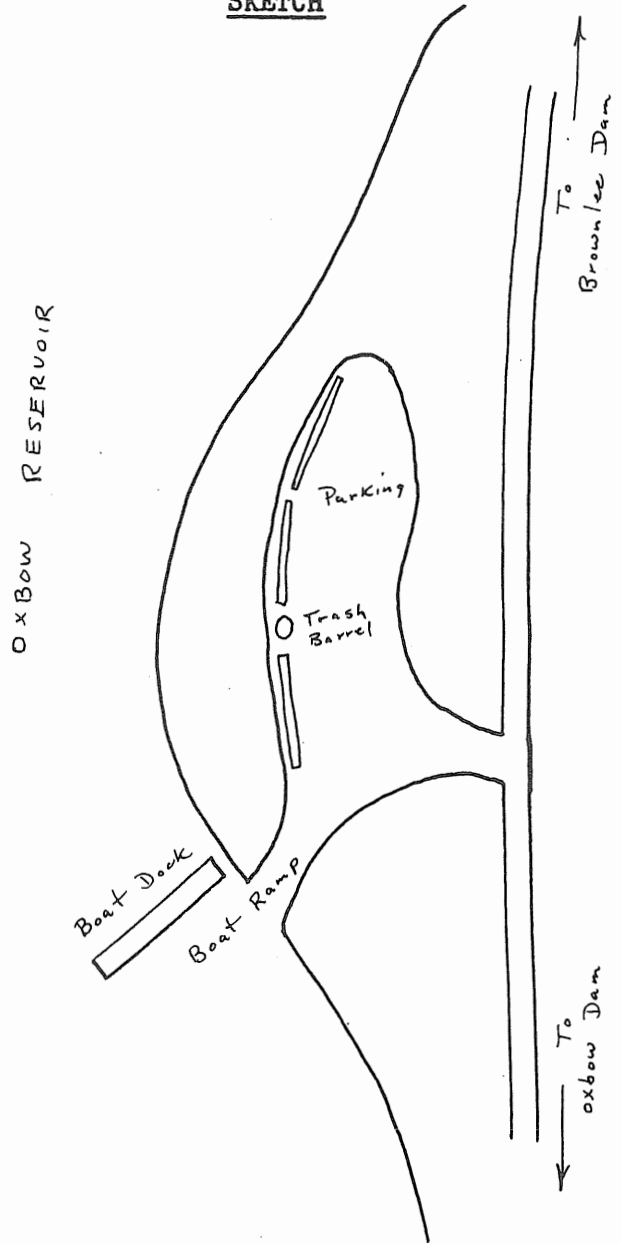 SKETCH
OXBOW RESERVOIR
To
Brownlee Dam
Parking
Trash
Barrel
Boat Dock
Boat Ramp
To
oxbow Dam